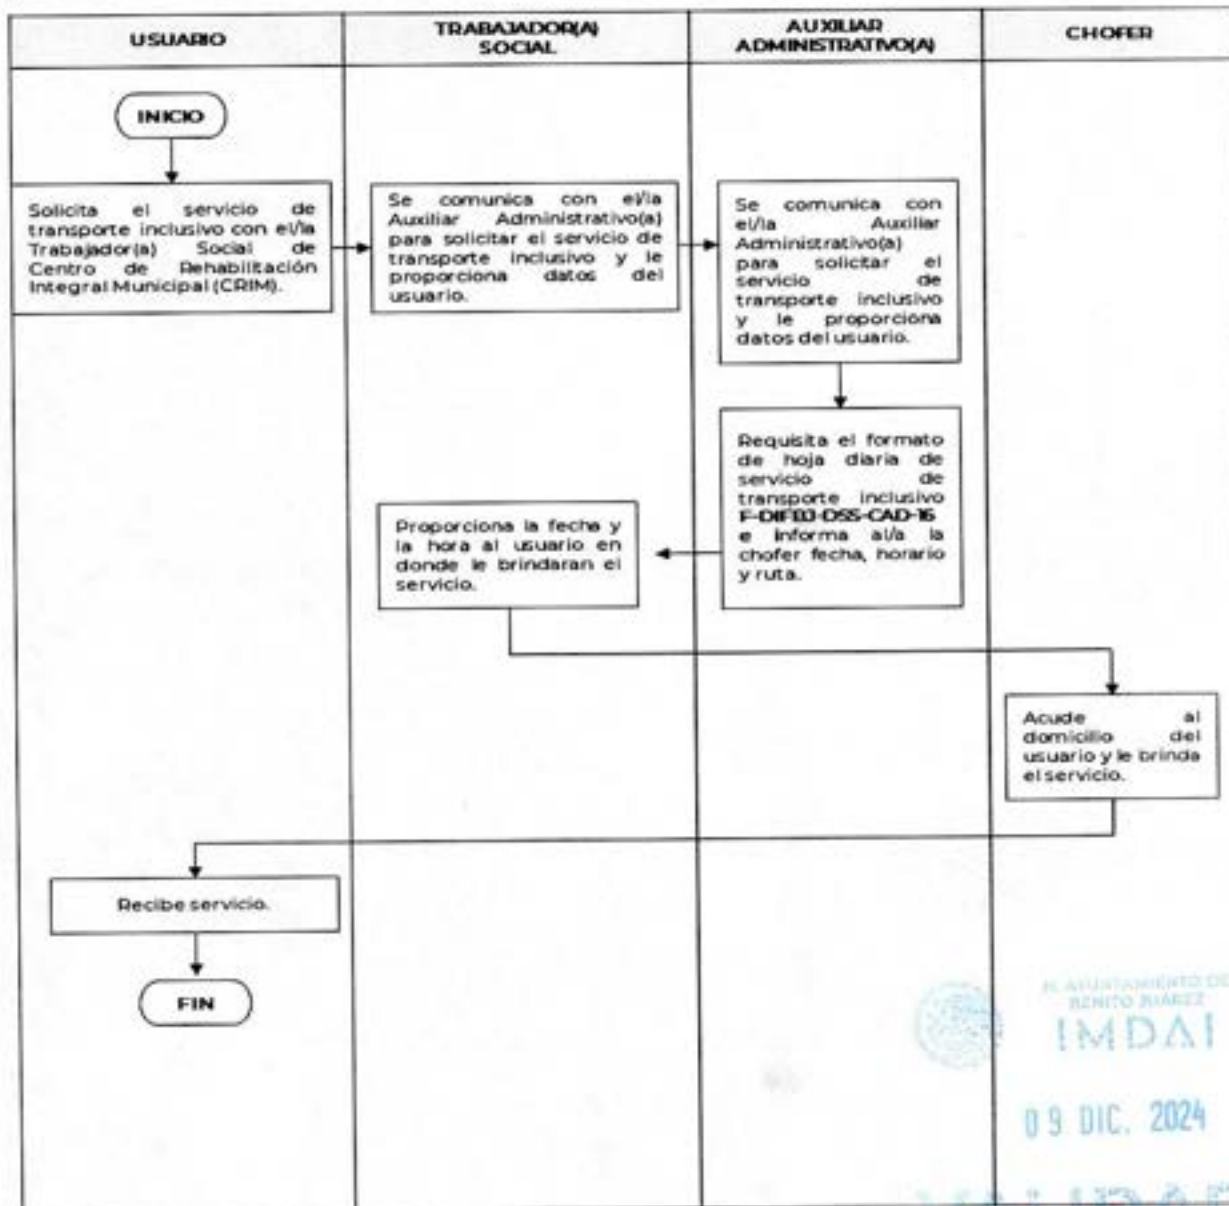 USUARIO
TRABAJADOR(A)
SOCIAL
AUXILIAR
ADMINISTRATIVO(A)
CHOFER
INICIO
Solicita el servicio de
transporte inclusivo con el/la
Trabajador(a) Social de
Centro de Rehabilitación
Integral Municipal (CRIM).
Se comunica con el/la
Auxiliar Administrativo(a)
para solicitar el servicio de
transporte inclusivo y le
proporciona datos del
usuario.
Se comunica con
el/la Auxiliar
Administrativo(a)
para solicitar el
servicio de
transporte inclusivo
y le proporciona
datos del usuario.
Requisita el formato
de hoja diaria de
servicio de
transporte inclusivo
F-DIFBJ-DSS-CAD-16
e informa al/a la
chofer fecha, horario
y ruta.
Proporciona la fecha y
la hora al usuario en
donde le brindaran el
servicio.
Acude al
domicilio del
usuario y le brinda
el servicio.
Recibe servicio.
FIN
H. AYUNTAMIENTO DE
BENITO JUÁREZ
IMDAI
09 DIC. 2024